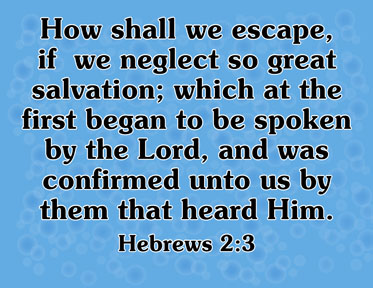 How shall we escape,
if we neglect so great
salvation; which at the
first began to be spoken
by the Lord, and was
confirmed unto us by
them that heard Him.
Hebrews 2:3